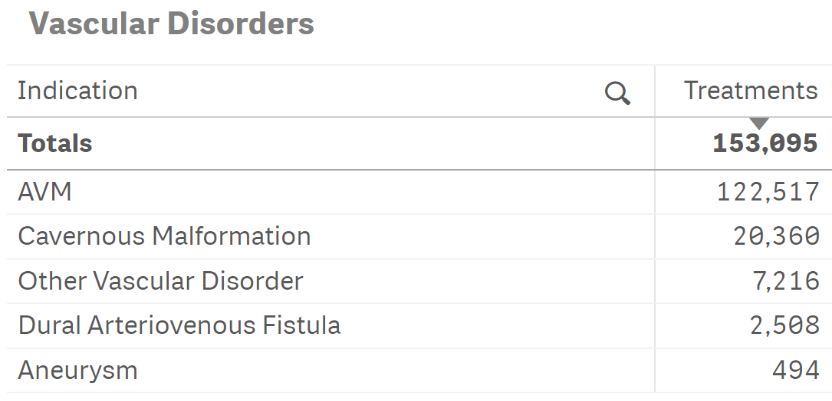 Vascular Disorders
Indication Treatments
Totals 153,095
AVM 122,517
Cavernous Malformation 20,360
Other Vascular Disorder 7,216
Dural Arteriovenous Fistula 2,508
Aneurysm 494